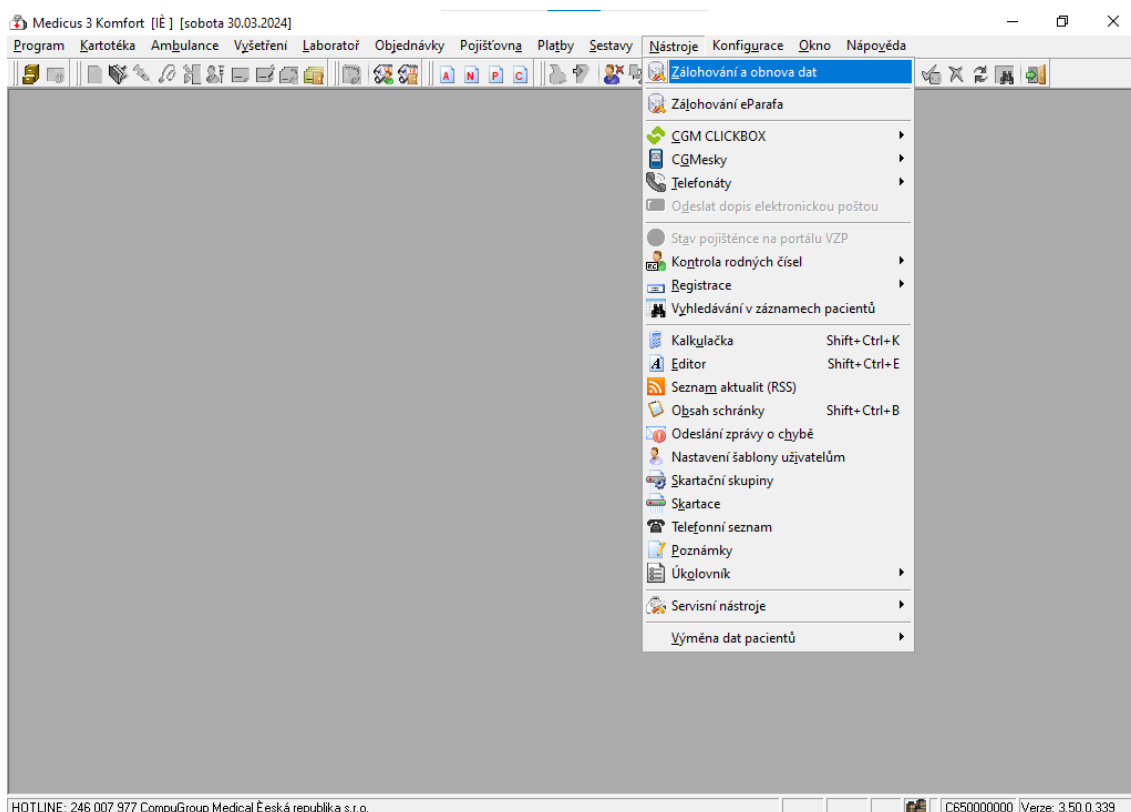 Medicus 3 Komfort [IÈ ] [sobota 30.03.2024]
Program Kartotéka Ambulance Vyšetření Laboratoř Objednávky Pojišťovna Platby Sestavy Nástroje Konfigurace Okno Nápověda
A N P C
Zálohování a obnova dat
Zálohování eParafa
CGM CLICKBOX
CGMesky
Telefonáty
Odeslat dopis elektronickou poštou
Stav pojištěnce na portálu VZP
Kontrola rodných čísel
Registrace
Vyhledávání v záznamech pacientů
Kalkulačka Shift+Ctrl+K
Editor Shift+Ctrl+E
Seznam aktualit (RSS)
Obsah schránky Shift+Ctrl+B
Odeslání zprávy o chybě
Nastavení šablony uživatelům
Skartační skupiny
Skartace
Telefonní seznam
Poznámky
Úkolovník
Servisní nástroje
Výměna dat pacientů
HOTLINE: 246 007 977 CompuGroup Medical Èeská republika s.r.o. C650000000 Verze: 3.50.0.339